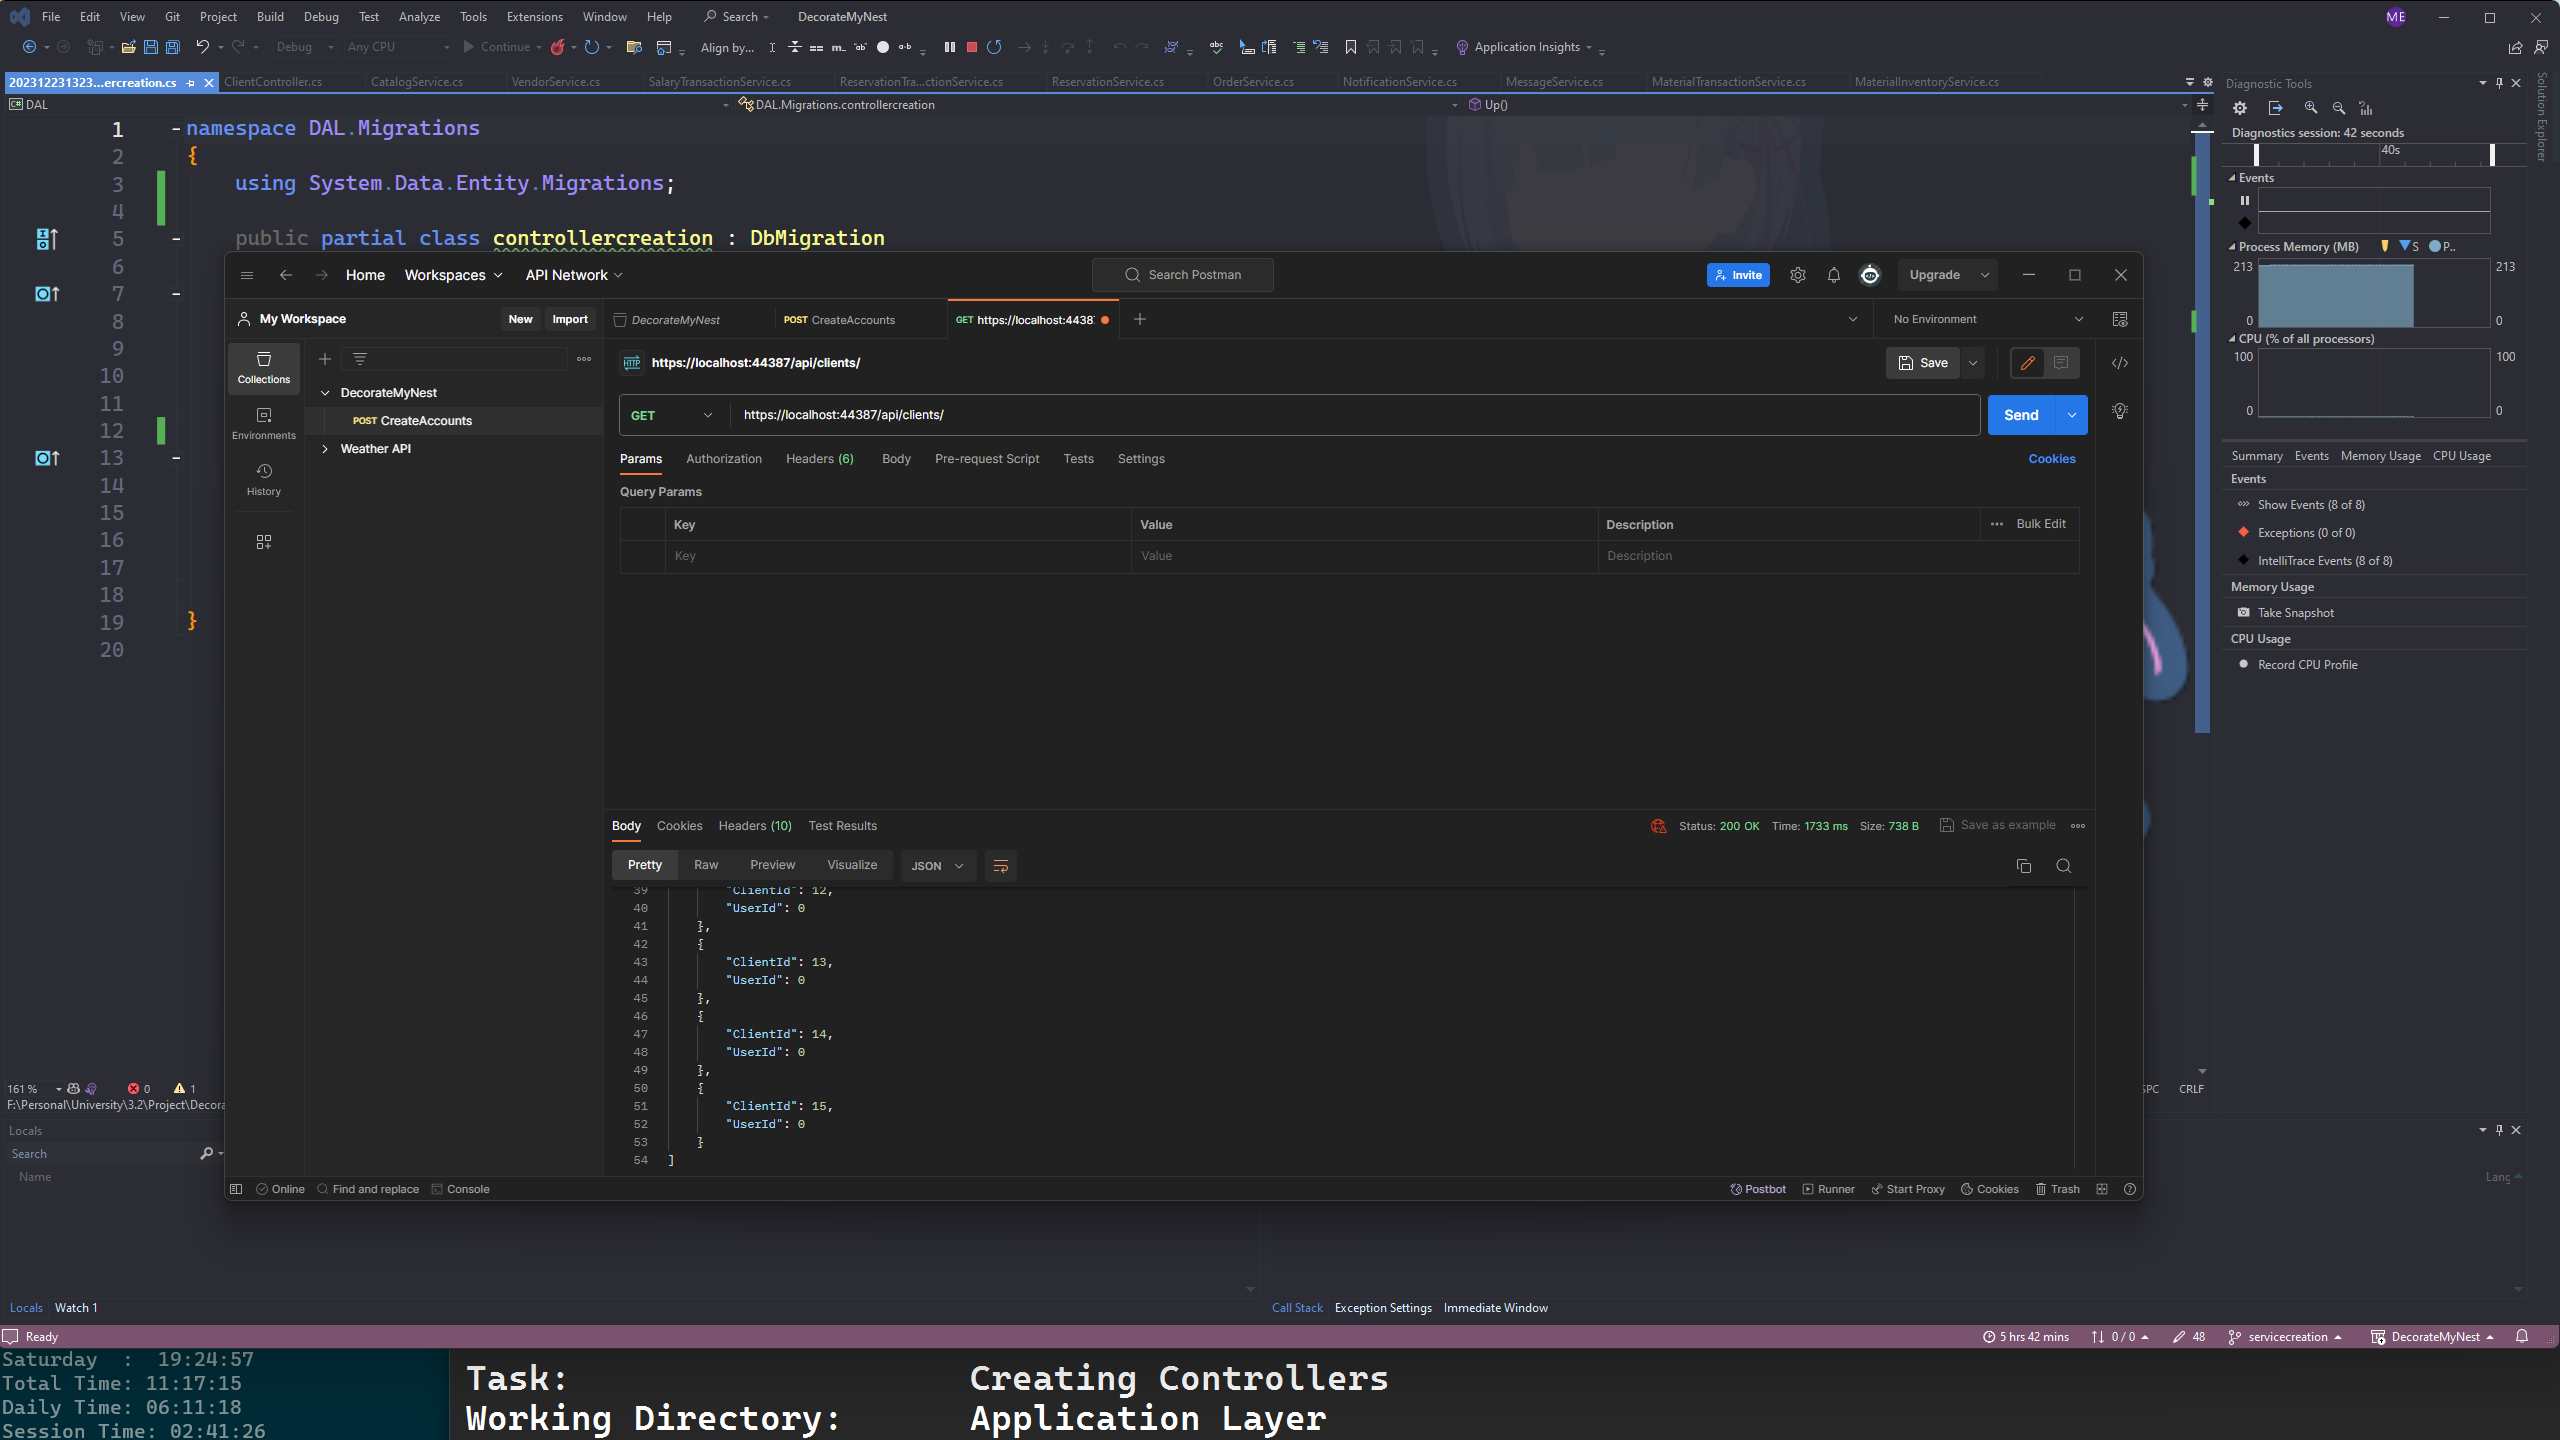 File Edit View Git Project Build Debug Test Analyze Tools Extensions Window Help Search DecorateMyNest ME
Debug Any CPU Continue Align by... Application Insights
202312231323...ercreation.cs ClientController.cs CatalogService.cs VendorService.cs SalaryTransactionService.cs ReservationTra...ctionService.cs ReservationService.cs OrderService.cs NotificationService.cs MessageService.cs MaterialTransactionService.cs MaterialInventoryService.cs
DAL DAL.Migrations.controllercreation Up()
1 namespace DAL.Migrations
2 {
3 using System.Data.Entity.Migrations;
4
5 public partial class controllercreation : DbMigration
6
7
8
9
10
11
12
13
14
15
16
17
18
19 }
20
Home Workspaces API Network Search Postman Invite Upgrade
My Workspace New Import
DecorateMyNest POST CreateAccounts GET https://localhost:4438 No Environment
Collections
Environments
History
DecorateMyNest
POST CreateAccounts
Weather API
HTTP https://localhost:44387/api/clients/ Save
GET https://localhost:44387/api/clients/ Send
Params Authorization Headers (6) Body Pre-request Script Tests Settings Cookies
Query Params
Key Value Description Bulk Edit
Key Value Description
Body Cookies Headers (10) Test Results Status: 200 OK Time: 1733 ms Size: 738 B Save as example
Pretty Raw Preview Visualize JSON
39 "ClientId": 12,
40 "UserId": 0
41 },
42 {
43 "ClientId": 13,
44 "UserId": 0
45 },
46 {
47 "ClientId": 14,
48 "UserId": 0
49 },
50 {
51 "ClientId": 15,
52 "UserId": 0
53 }
54 ]
Online Find and replace Console Postbot Runner Start Proxy Cookies Trash
Diagnostic Tools
Solution Explorer
Diagnostics session: 42 seconds
40s
Events
Process Memory (MB) S P..
213 213
0 0
CPU (% of all processors)
100 100
0 0
Summary Events Memory Usage CPU Usage
Events
Show Events (8 of 8)
Exceptions (0 of 0)
IntelliTrace Events (8 of 8)
Memory Usage
Take Snapshot
CPU Usage
Record CPU Profile
161 % 0 1 SPC CRLF
F:\Personal\University\3.2\Project\Decora
Locals
Search
Name Lang
Locals Watch 1 Call Stack Exception Settings Immediate Window
Ready 5 hrs 42 mins 0 / 0 48 servicecreation DecorateMyNest
Saturday : 19:24:57
Total Time: 11:17:15
Daily Time: 06:11:18
Session Time: 02:41:26
Task: Creating Controllers
Working Directory: Application Layer